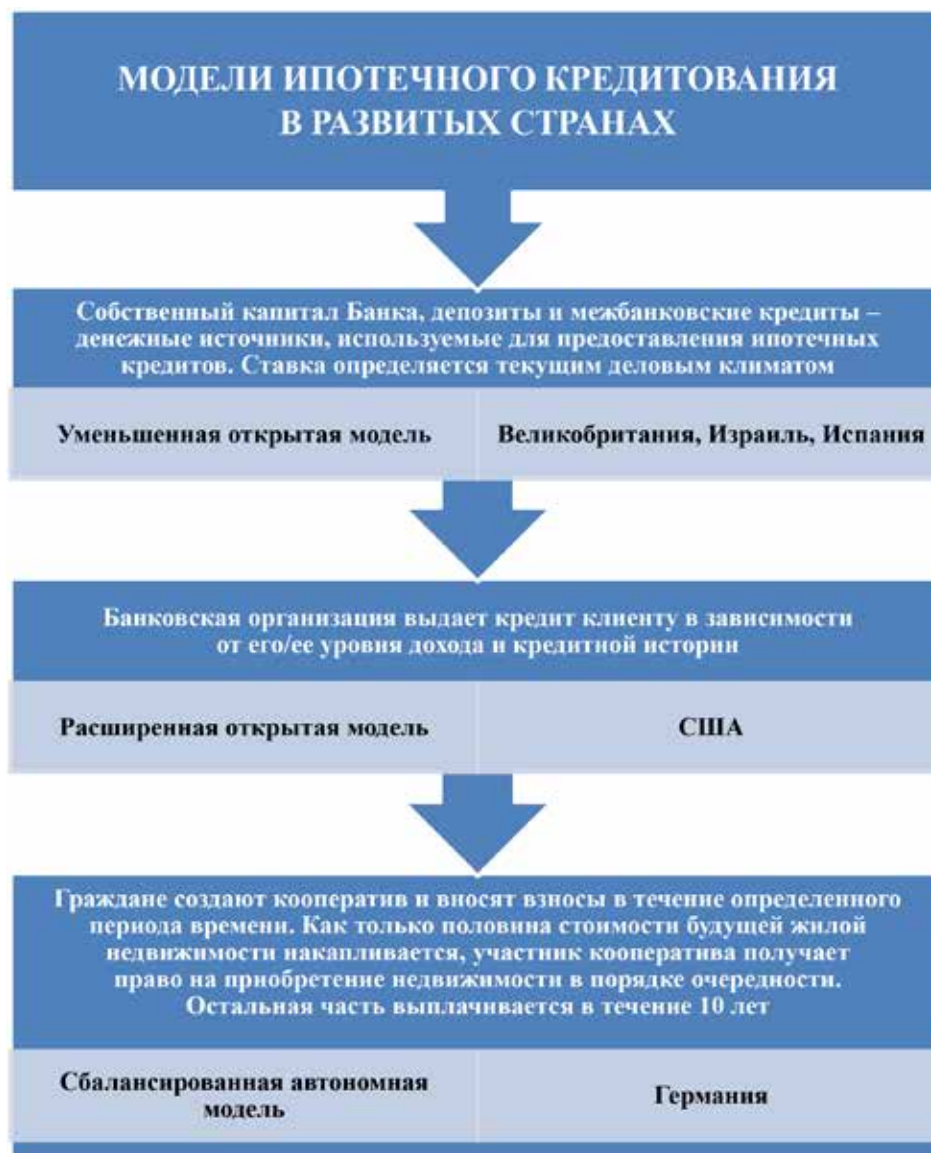 МОДЕЛИ ИПОТЕЧНОГО КРЕДИТОВАНИЯ
В РАЗВИТЫХ СТРАНАХ
Собственный капитал Банка, депозиты и межбанковские кредиты –
денежные источники, используемые для предоставления ипотечных
кредитов. Ставка определяется текущим деловым климатом
Уменьшенная открытая модель
Великобритания, Израиль, Испания
Банковская организация выдает кредит клиенту в зависимости
от его/ее уровня дохода и кредитной истории
Расширенная открытая модель
США
Граждане создают кооператив и вносят взносы в течение определенного
периода времени. Как только половина стоимости будущей жилой
недвижимости накапливается, участник кооператива получает
право на приобретение недвижимости в порядке очередности.
Остальная часть выплачивается в течение 10 лет
Сбалансированная автономная
модель
Германия